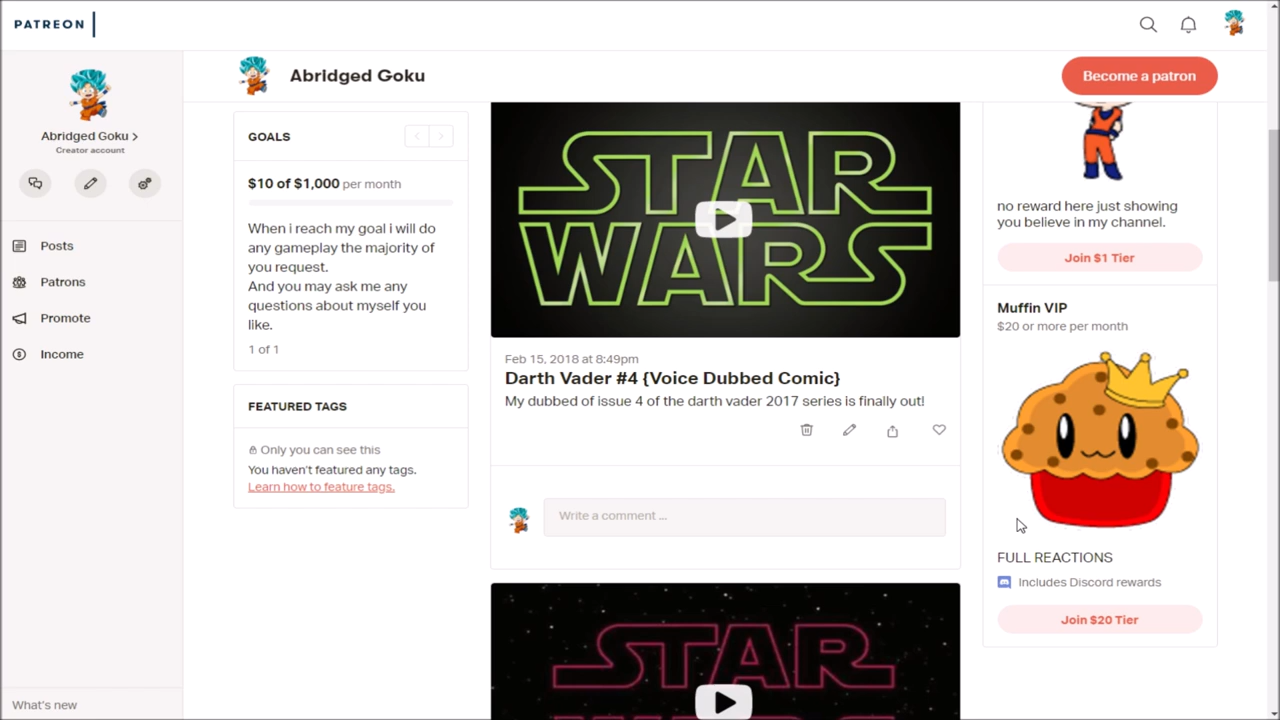 PATREON
Abridged Goku
Become a patron
Abridged Goku >
Creator account
Posts
Patrons
Promote
Income
What's new
GOALS
$10 of $1,000 per month
When i reach my goal i will do
any gameplay the majority of
you request.
And you may ask me any
questions about myself you
like.
1 of 1
FEATURED TAGS
Only you can see this
You haven't featured any tags.
Learn how to feature tags.
STAR
WARS
Feb 15, 2018 at 8:49pm
Darth Vader #4 {Voice Dubbed Comic}
My dubbed of issue 4 of the darth vader 2017 series is finally out!
Write a comment ...
STAR
no reward here just showing
you believe in my channel.
Join $1 Tier
Muffin VIP
$20 or more per month
FULL REACTIONS
Includes Discord rewards
Join $20 Tier